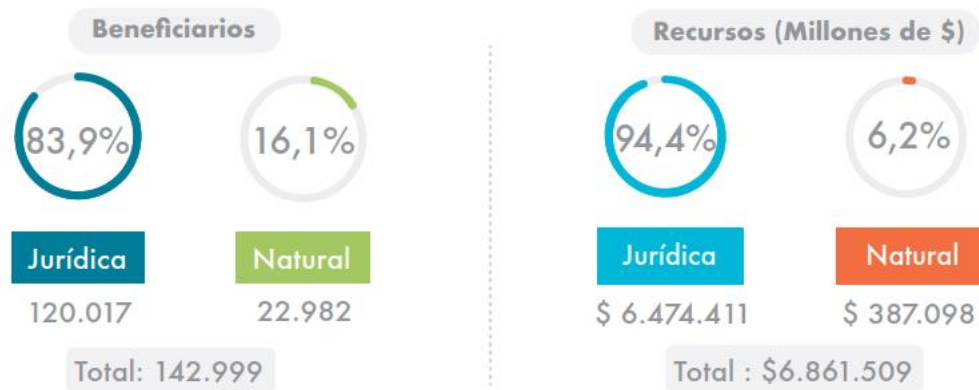 Beneficiarios
83,9%
16,1%
Jurídica
Natural
120.017
22.982
Total: 142.999
Recursos (Millones de $)
94,4%
6,2%
Jurídica
Natural
$ 6.474.411
$ 387.098
Total : $6.861.509